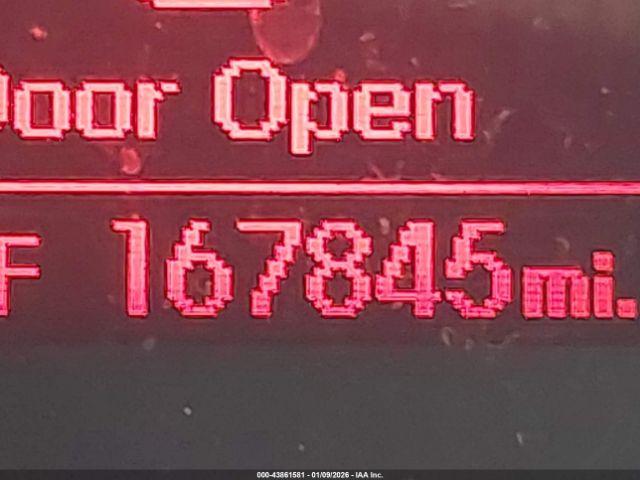 Door Open
F 167845 mi.
000-43861581 - 01/09/2026 - IAA Inc.